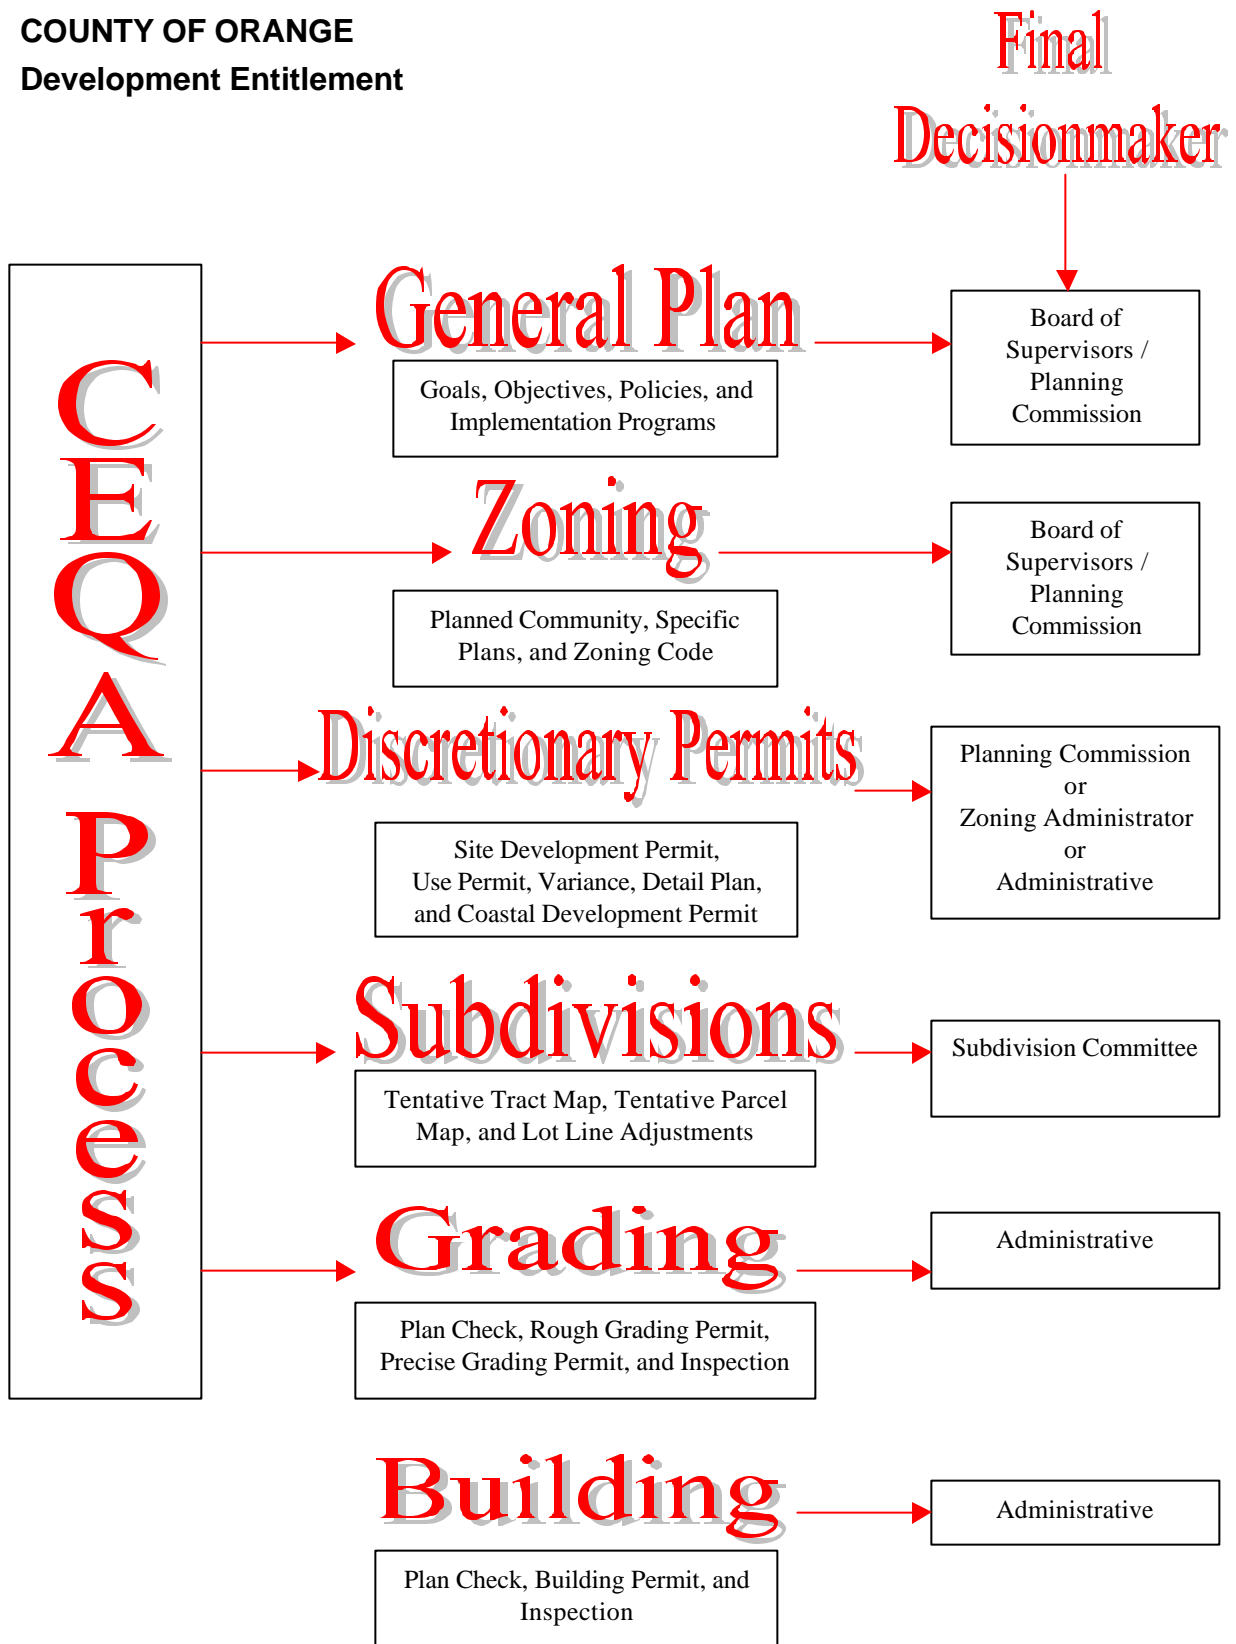 COUNTY OF ORANGE
Development Entitlement
Final
Decisionmaker
CEQA Process
General Plan
Goals, Objectives, Policies, and
Implementation Programs
Board of
Supervisors /
Planning
Commission
Zoning
Planned Community, Specific
Plans, and Zoning Code
Board of
Supervisors /
Planning
Commission
Discretionary Permits
Site Development Permit,
Use Permit, Variance, Detail Plan,
and Coastal Development Permit
Planning Commission
or
Zoning Administrator
or
Administrative
Subdivisions
Tentative Tract Map, Tentative Parcel
Map, and Lot Line Adjustments
Subdivision Committee
Grading
Plan Check, Rough Grading Permit,
Precise Grading Permit, and Inspection
Administrative
Building
Plan Check, Building Permit, and
Inspection
Administrative